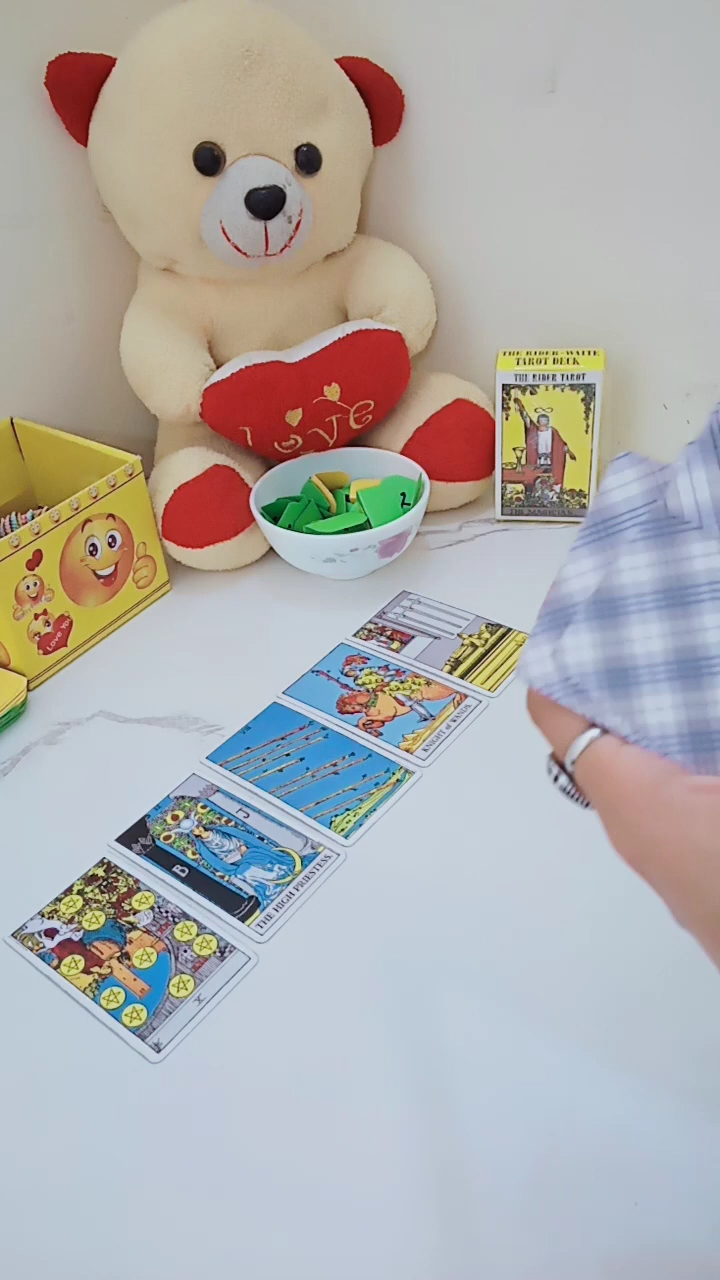 LOVE
THE RIDER-WAITE
TAROT DECK
THE RIDER TAROT
THE MAGICIAN
2
Love You
KNIGHT of WANDS
J
B
THE HIGH PRIESTESS
X